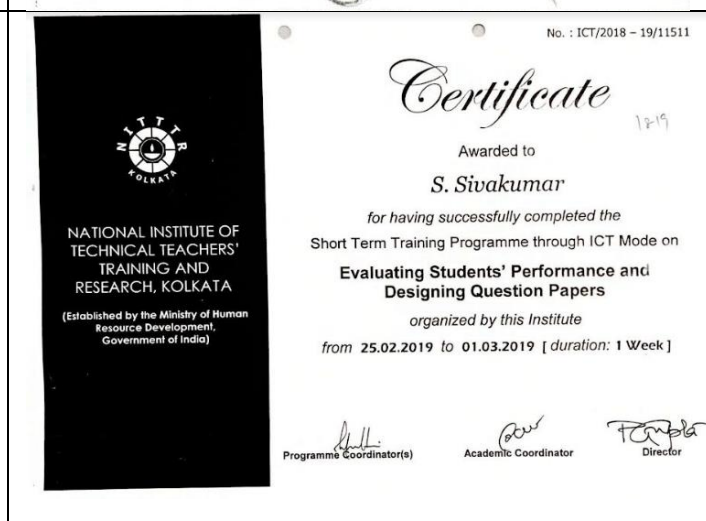 NITTTR
KOLKATA
NATIONAL INSTITUTE OF
TECHNICAL TEACHERS'
TRAINING AND
RESEARCH, KOLKATA
(Established by the Ministry of Human
Resource Development,
Government of India)
No. : ICT/2018 – 19/11511
Certificate
18-19
Awarded to
S. Sivakumar
for having successfully completed the
Short Term Training Programme through ICT Mode on
Evaluating Students' Performance and
Designing Question Papers
organized by this Institute
from 25.02.2019 to 01.03.2019 [ duration: 1 Week ]
Programme Coordinator(s)
Academic Coordinator
Director